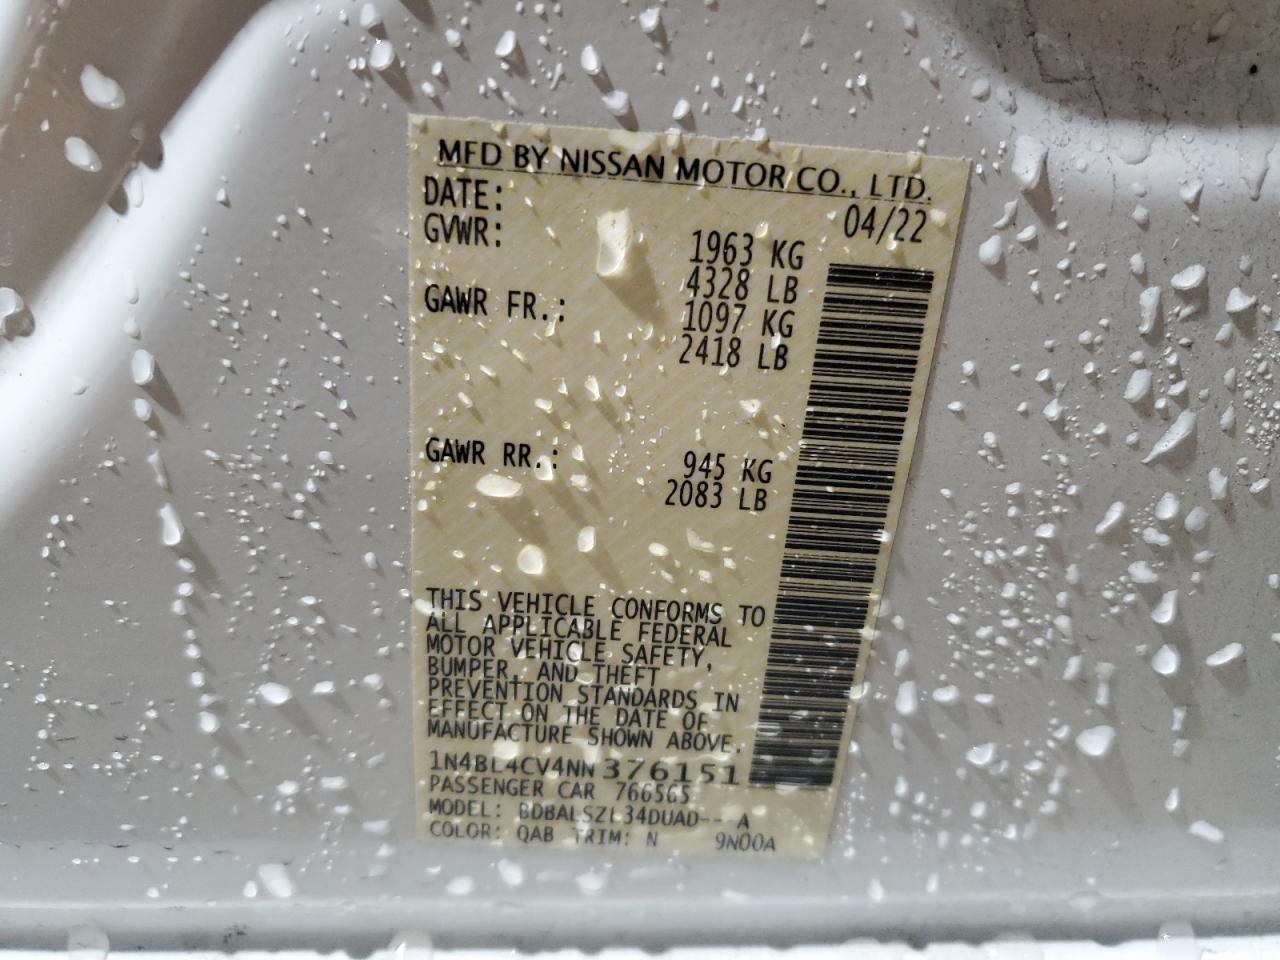 MFD BY NISSAN MOTOR CO., LTD.
DATE: 04/22
GVWR: 1963 KG
4328 LB
GAWR FR.: 1097 KG
2418 LB
GAWR RR.: 945 KG
2083 LB
THIS VEHICLE CONFORMS TO
ALL APPLICABLE FEDERAL
MOTOR VEHICLE SAFETY,
BUMPER, AND THEFT
PREVENTION STANDARDS IN
EFFECT ON THE DATE OF
MANUFACTURE SHOWN ABOVE.
1N4BL4CV4NN376151
PASSENGER CAR 766565
MODEL: BDBALSZL34DUAD---A
COLOR: QAB TRIM: N 9N00A